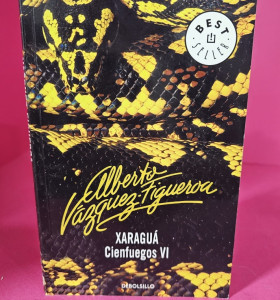 BEST
SELLER
Alberto
Vázquez-Figueroa
XARAGUÁ
Cienfuegos VI
DEBOLSILLO